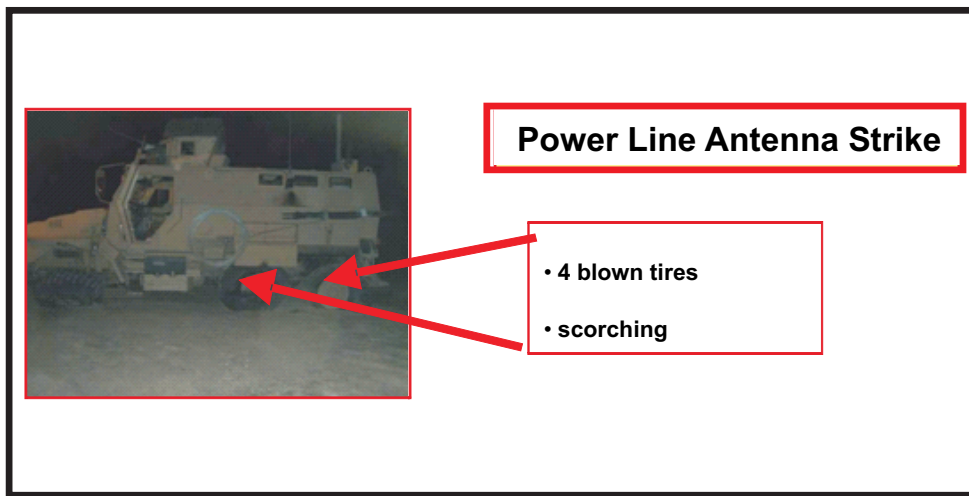 Power Line Antenna Strike
• 4 blown tires
• scorching